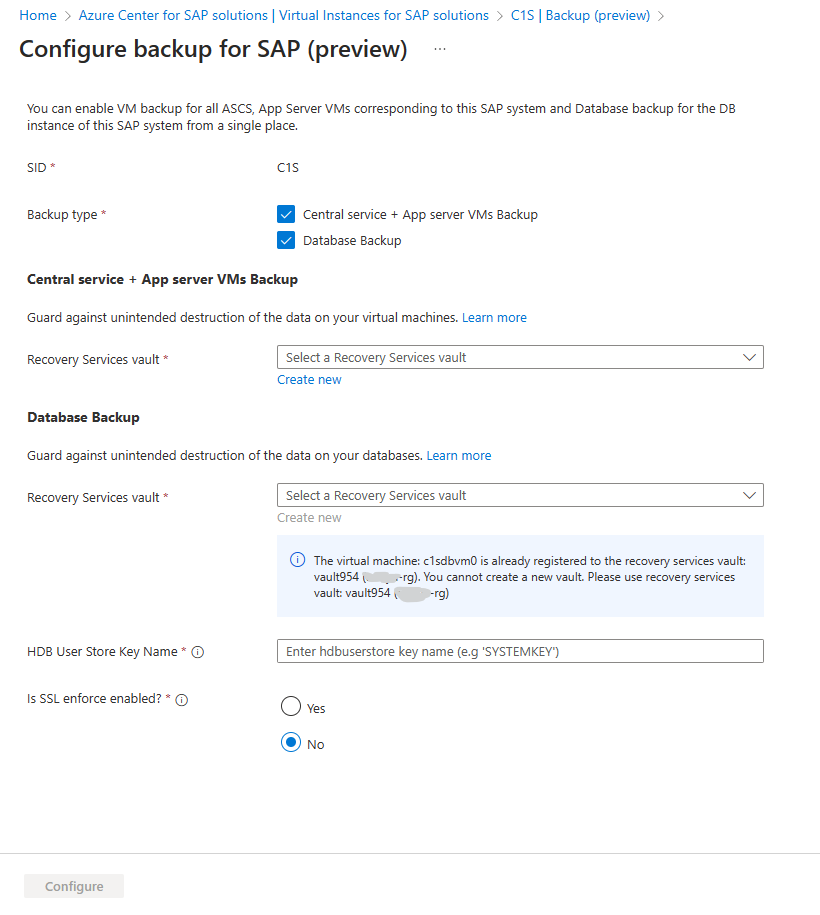 Home > Azure Center for SAP solutions | Virtual Instances for SAP solutions > C1S | Backup (preview) >
Configure backup for SAP (preview) ...
You can enable VM backup for all ASCS, App Server VMs corresponding to this SAP system and Database backup for the DB
instance of this SAP system from a single place.
SID * C1S
Backup type * Central service + App server VMs Backup
Database Backup
Central service + App server VMs Backup
Guard against unintended destruction of the data on your virtual machines. Learn more
Recovery Services vault * Select a Recovery Services vault
Create new
Database Backup
Guard against unintended destruction of the data on your databases. Learn more
Recovery Services vault * Select a Recovery Services vault
Create new
The virtual machine: c1sdbvm0 is already registered to the recovery services vault:
vault954 ( -rg). You cannot create a new vault. Please use recovery services
vault: vault954 ( -rg)
HDB User Store Key Name * Enter hdbuserstore key name (e.g 'SYSTEMKEY')
Is SSL enforce enabled? * Yes
No
Configure